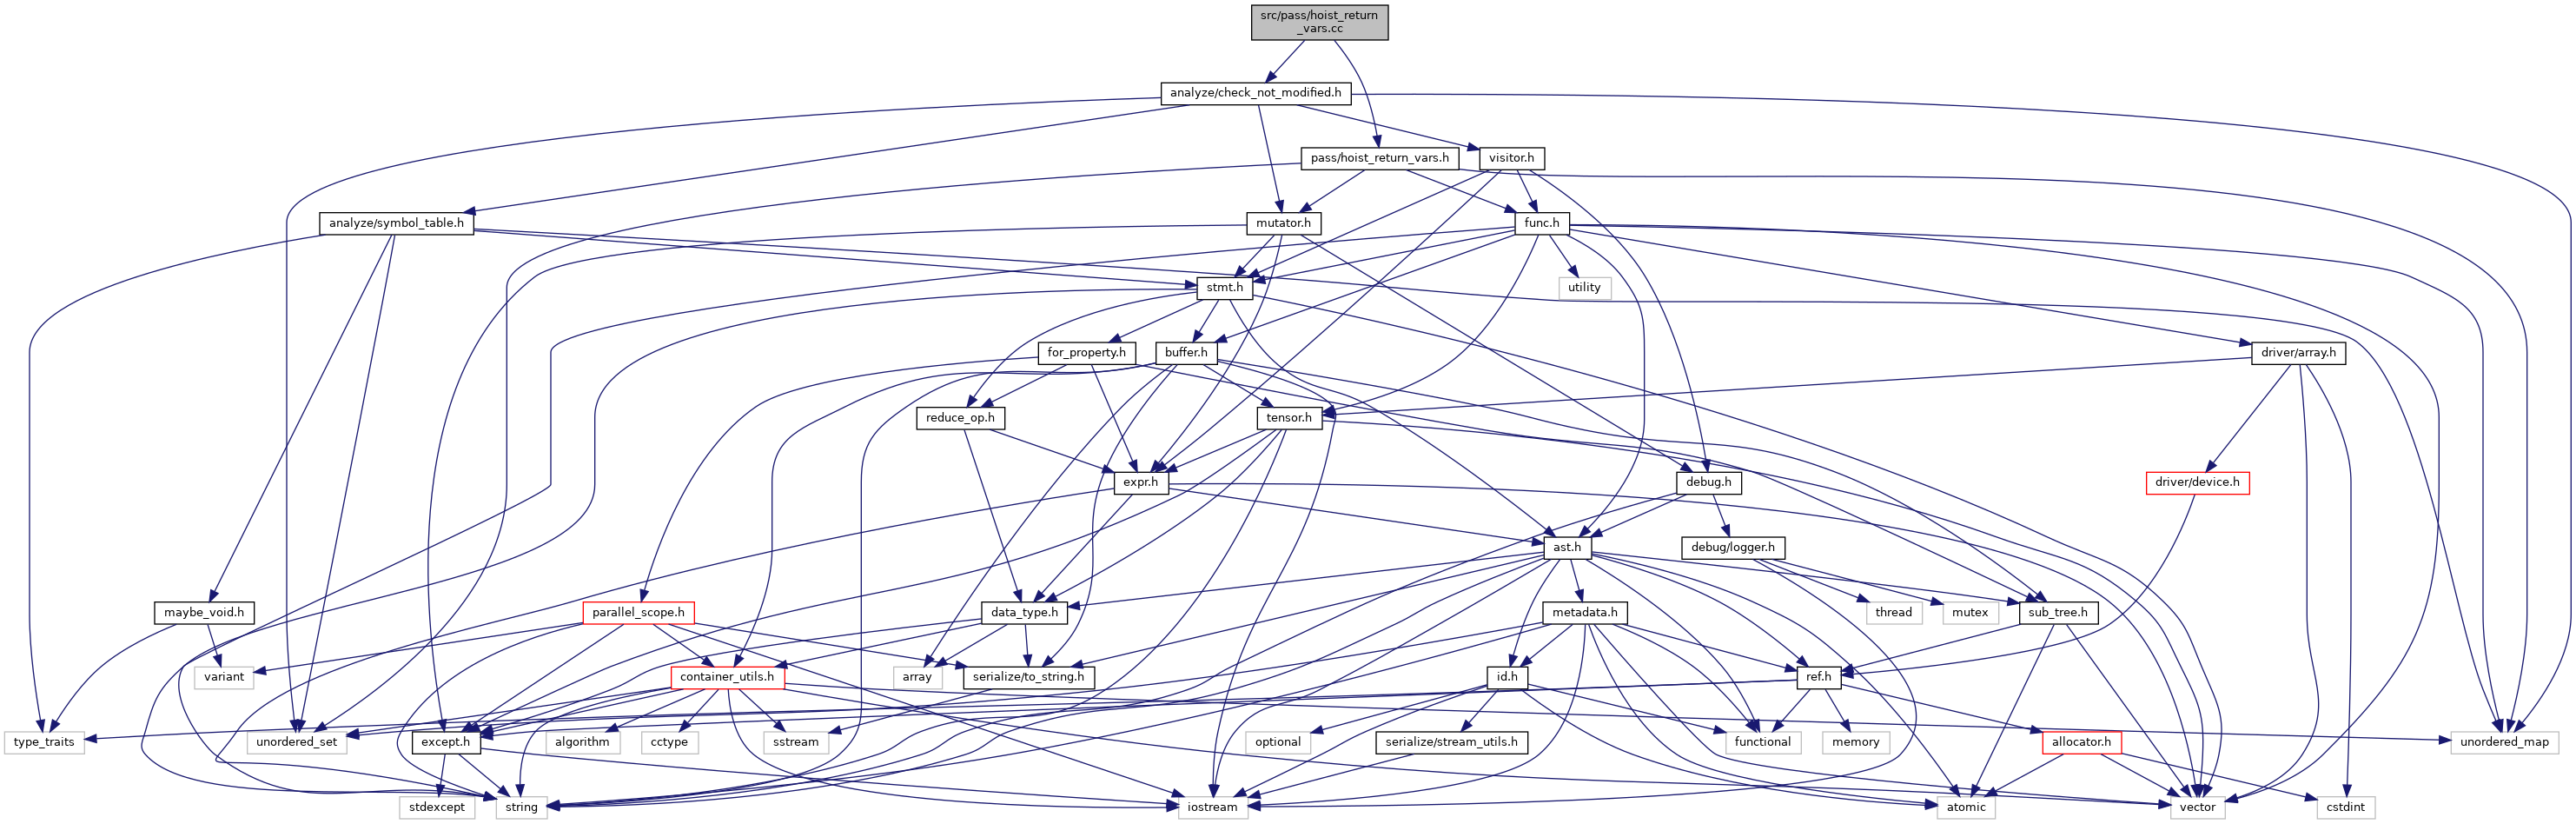 src/pass/hoist_return
_vars.cc
analyze/check_not_modified.h
pass/hoist_return_vars.h
visitor.h
analyze/symbol_table.h
mutator.h
func.h
stmt.h
utility
for_property.h
buffer.h
driver/array.h
reduce_op.h
tensor.h
expr.h
debug.h
driver/device.h
ast.h
debug/logger.h
maybe_void.h
parallel_scope.h
data_type.h
metadata.h
thread
mutex
sub_tree.h
variant
container_utils.h
array
serialize/to_string.h
id.h
ref.h
type_traits
unordered_set
except.h
algorithm
cctype
sstream
optional
serialize/stream_utils.h
functional
memory
allocator.h
unordered_map
stdexcept
string
iostream
atomic
vector
cstdint